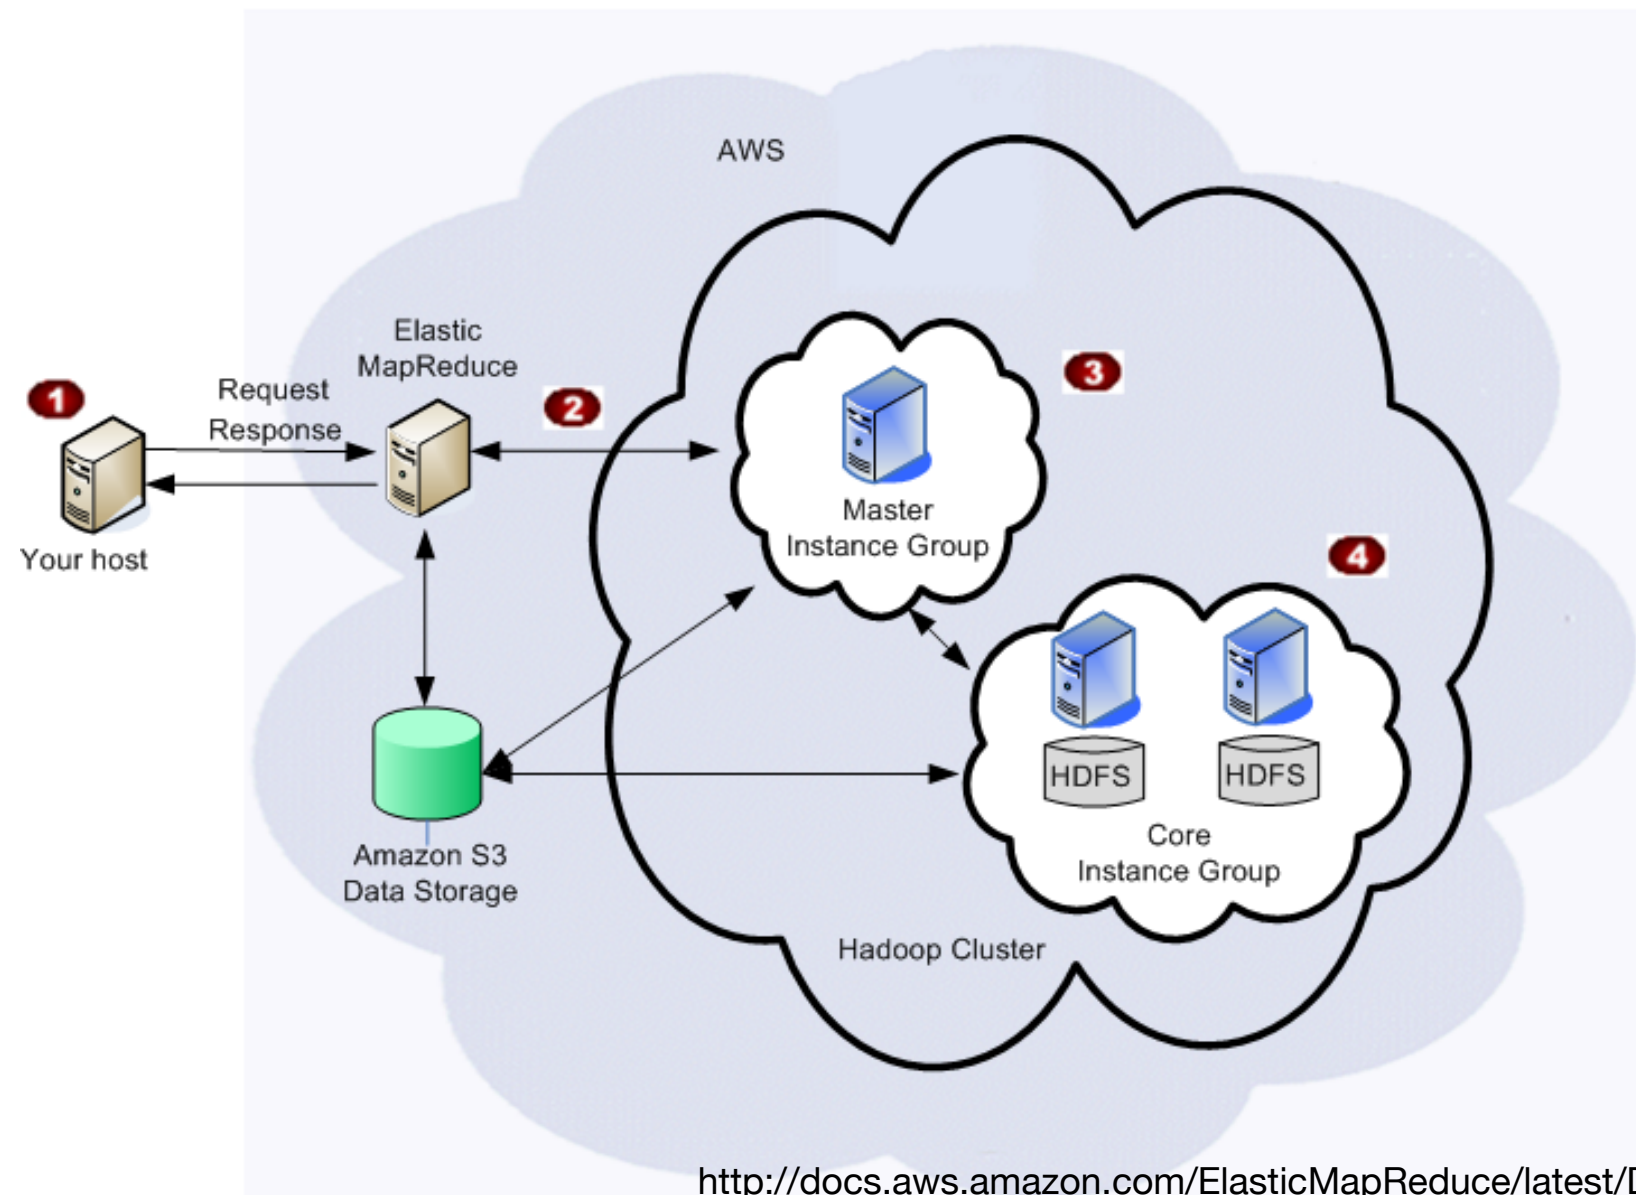 AWS
Elastic
MapReduce
1
Request
Response
2
3
Your host
Master
Instance Group
4
HDFS
HDFS
Core
Instance Group
Amazon S3
Data Storage
Hadoop Cluster
http://docs.aws.amazon.com/ElasticMapReduce/latest/D